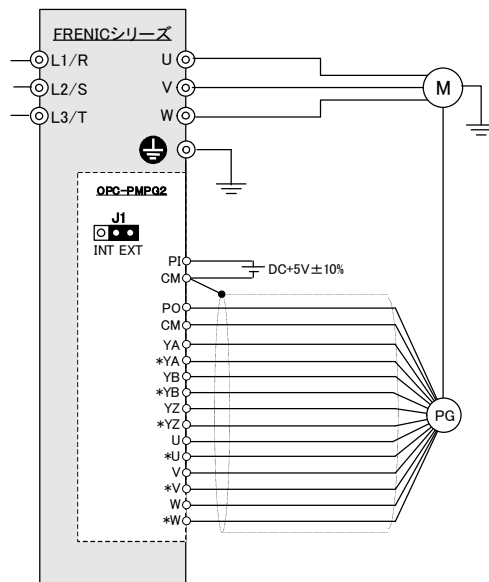 FRENICシリーズ
L1/R
U
L2/S
V
M
L3/T
W
OPC-PMPG2
J1
INT EXT
PI
DC+5V±10%
CM
PO
CM
YA
*YA
YB
*YB
YZ
PG
*YZ
U
*U
V
*V
W
*W